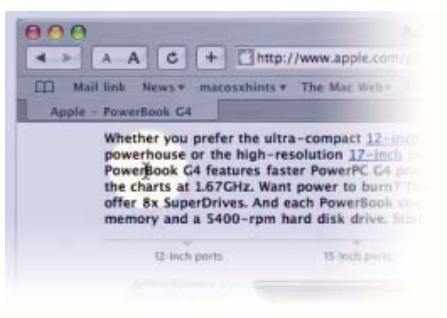 A A C + http://www.apple.com/
Mail link News ▾ macosxhints ▾ The Mac Web
Apple - PowerBook G4
Whether you prefer the ultra-compact 12-inch
powerhouse or the high-resolution 17-inch
PowerBook G4 features faster PowerPC G4
the charts at 1.67GHz. Want power to burn?
offer 8x SuperDrives. And each PowerBook
memory and a 5400-rpm hard disk drive.
12-inch ports 15-inch ports